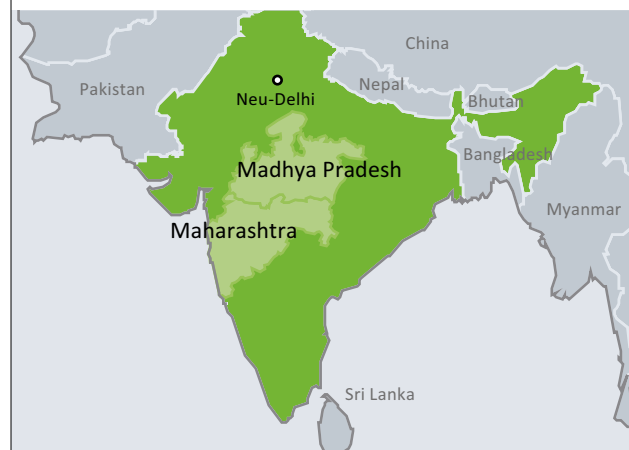 China
Pakistan
Nepal
Neu-Delhi
Bhutan
Bangladesh
Madhya Pradesh
Myanmar
Maharashtra
Sri Lanka